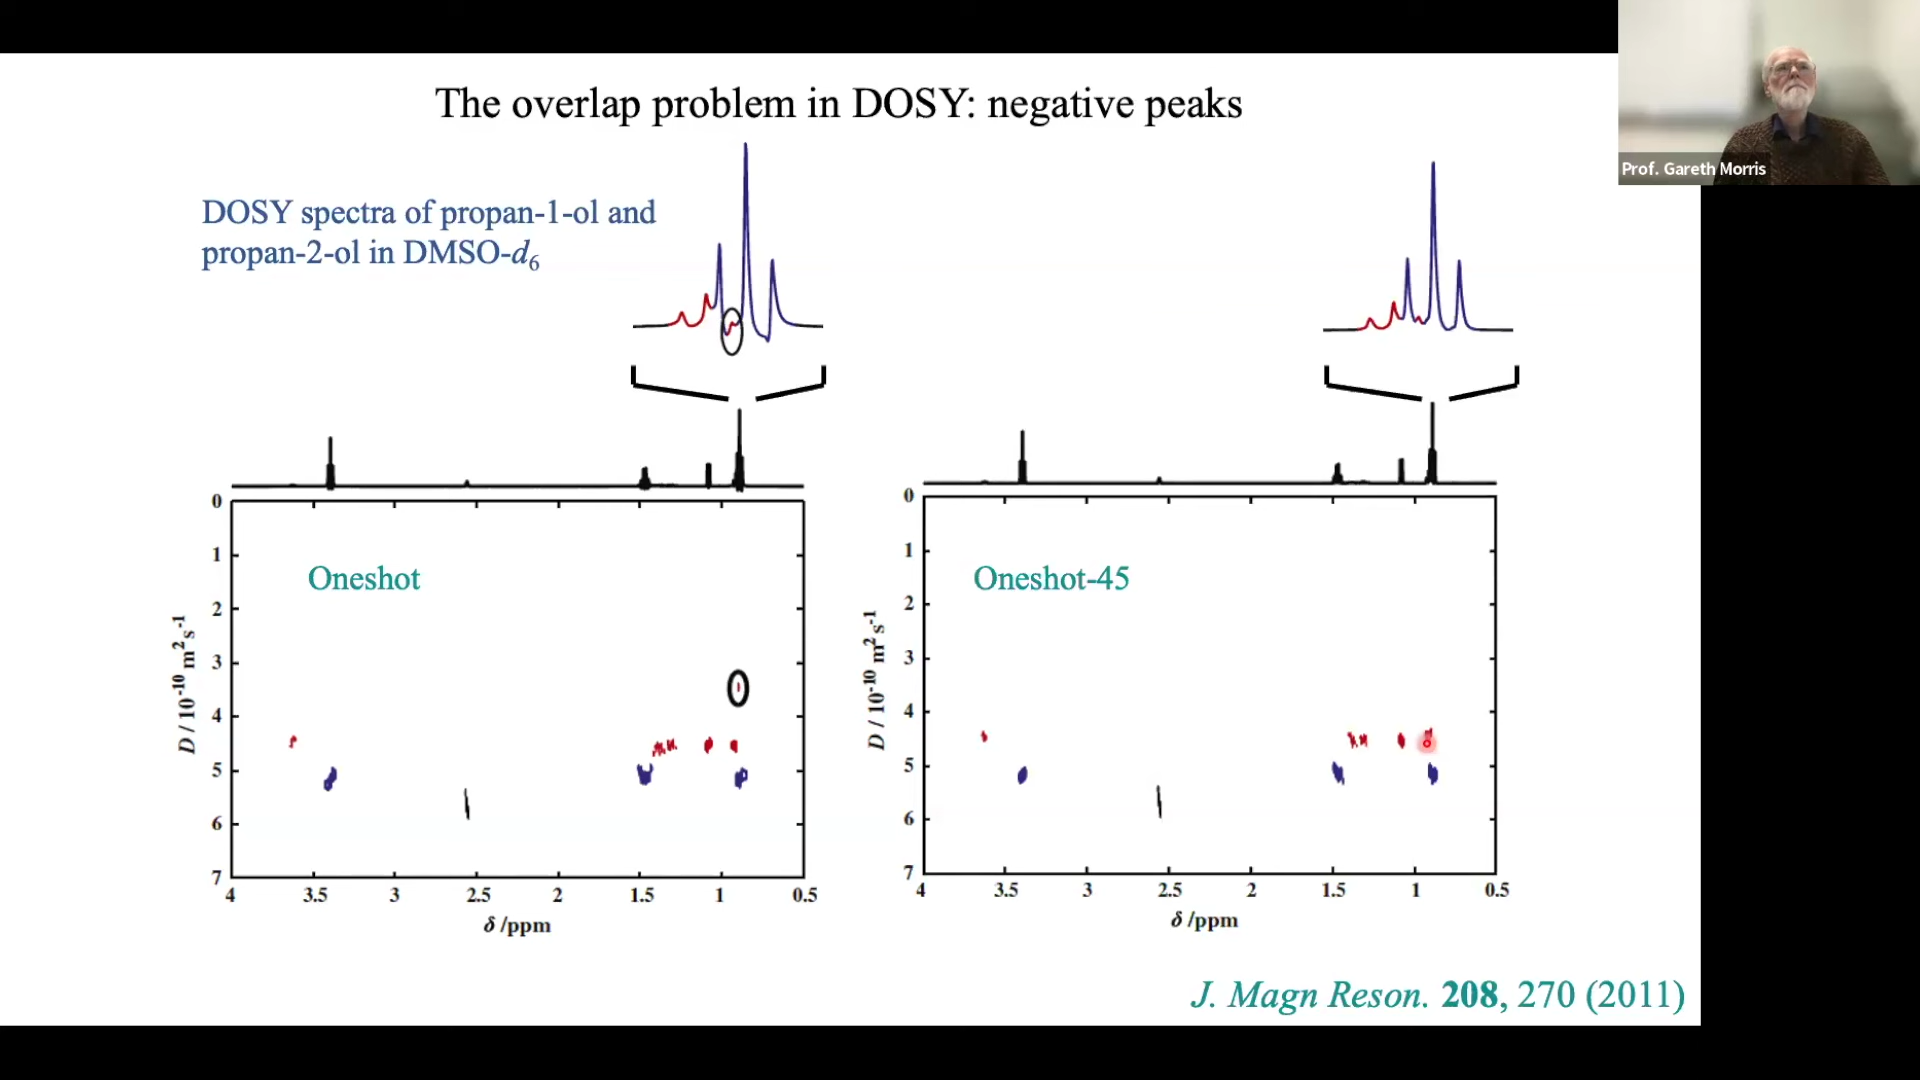 The overlap problem in DOSY: negative peaks
Prof. Gareth Morris
DOSY spectra of propan-1-ol and
propan-2-ol in DMSO-d6
Oneshot
0
1
2
3
4
5
6
7
D / 10-10 m2 s-1
4 3.5 3 2.5 2 1.5 1 0.5
δ /ppm
Oneshot-45
0
1
2
3
4
5
6
7
D / 10-10 m2 s-1
4 3.5 3 2.5 2 1.5 1 0.5
δ /ppm
J. Magn Reson. 208, 270 (2011)